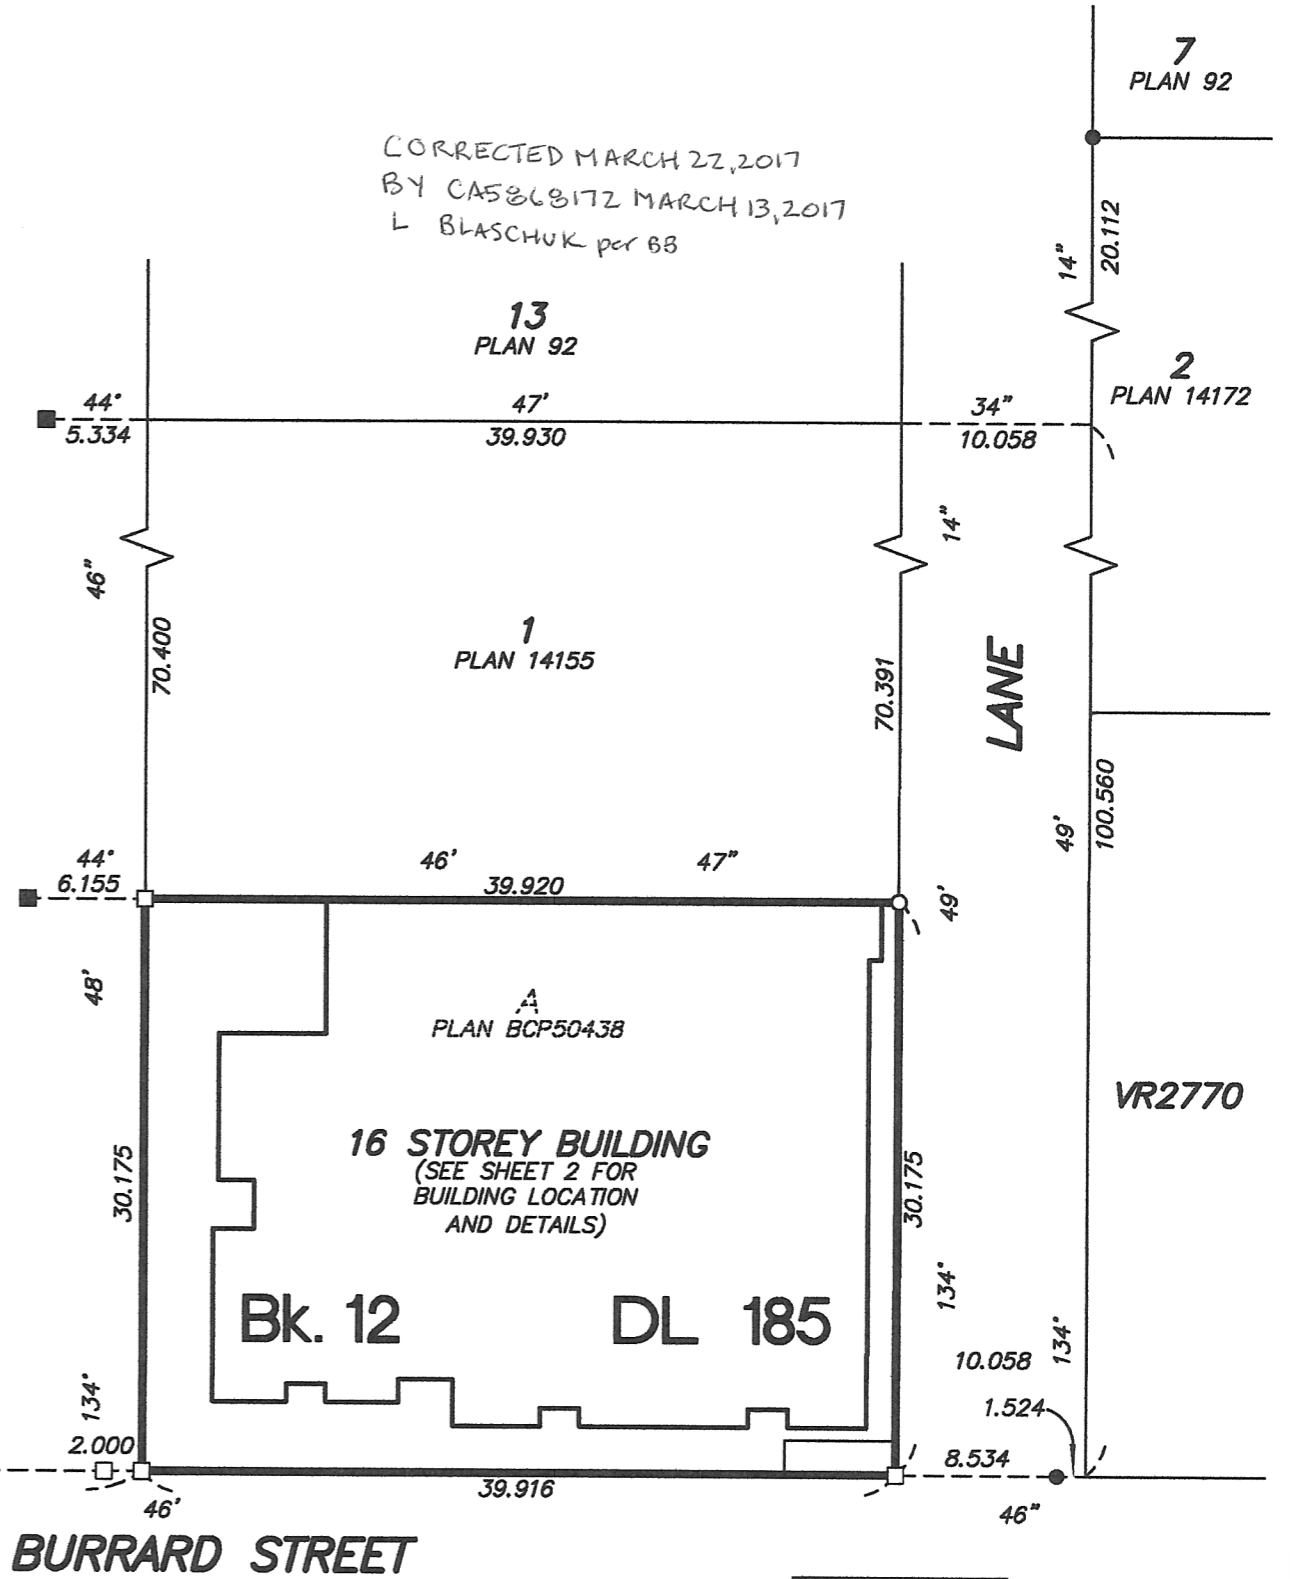 7
PLAN 92
CORRECTED MARCH 22, 2017
BY CA5868172 MARCH 13, 2017
L BLASCHUK per BB
20.112
14"
13
PLAN 92
2
PLAN 14172
44°
5.334
47'
39.930
34"
10.058
14"
46"
70.400
1
PLAN 14155
70.391
LANE
100.560
49'
44°
6.155
46'
47"
39.920
49'
48'
A
PLAN BCP50438
VR2770
16 STOREY BUILDING
(SEE SHEET 2 FOR
BUILDING LOCATION
AND DETAILS)
30.175
30.175
Bk. 12
DL 185
134°
134°
134°
10.058
1.524
2.000
8.534
39.916
46'
46"
BURRARD STREET